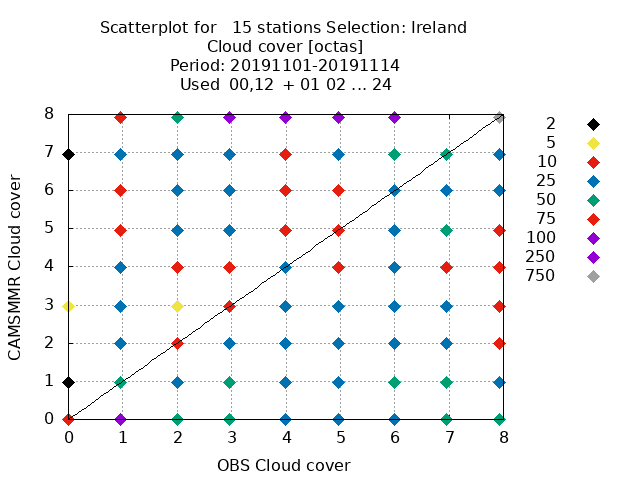 Scatterplot for   15 stations Selection: Ireland
Cloud cover [octas]
Period: 20191101-20191114
Used  00,12  + 01 02 ... 24
8
7
6
5
4
3
2
1
0
CAMSMMR Cloud cover
0 1 2 3 4 5 6 7 8
OBS Cloud cover
2
5
10
25
50
75
100
250
750